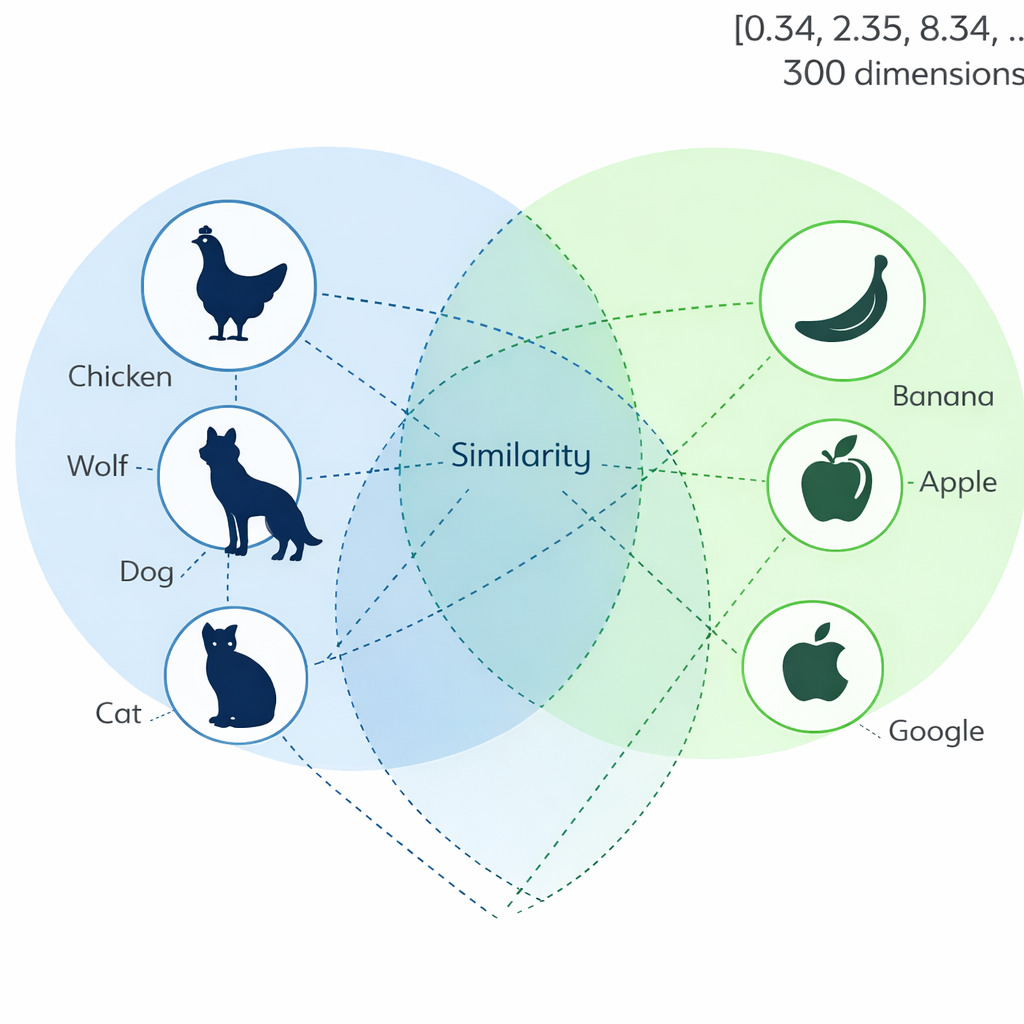 [0.34, 2.35, 8.34, ..
300 dimensions
Chicken
Wolf
Dog
Cat
Similarity
Banana
Apple
Google